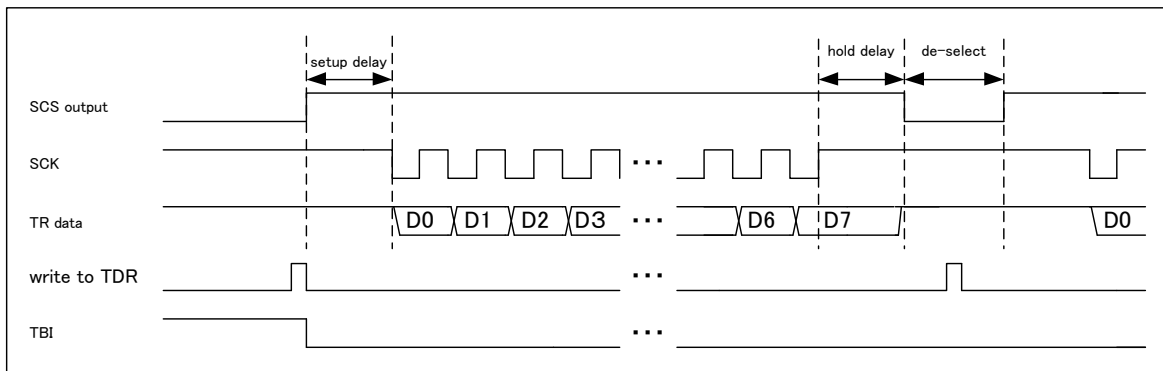 hold delay de-select
setup delay
SCS output
SCK
TR data D0 D1 D2 D3 D6 D7 D0
write to TDR
TBI